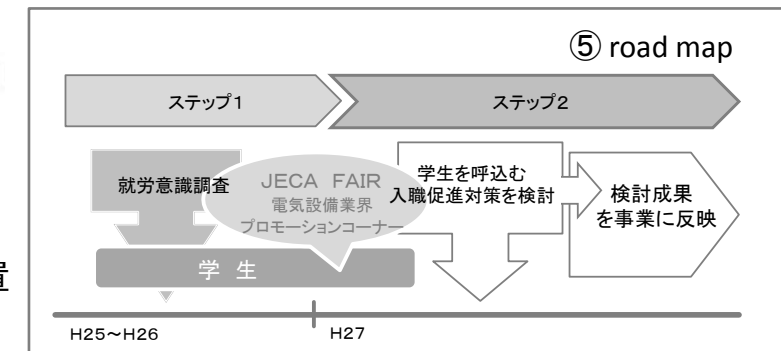 ⑤ road map
ステップ1
ステップ2
就労意識調査
JECA FAIR
電気設備業界
プロモーションコーナー
学生を呼込む
入職促進対策を検討
検討成果
を事業に反映
学 生
置
H25～H26
H27